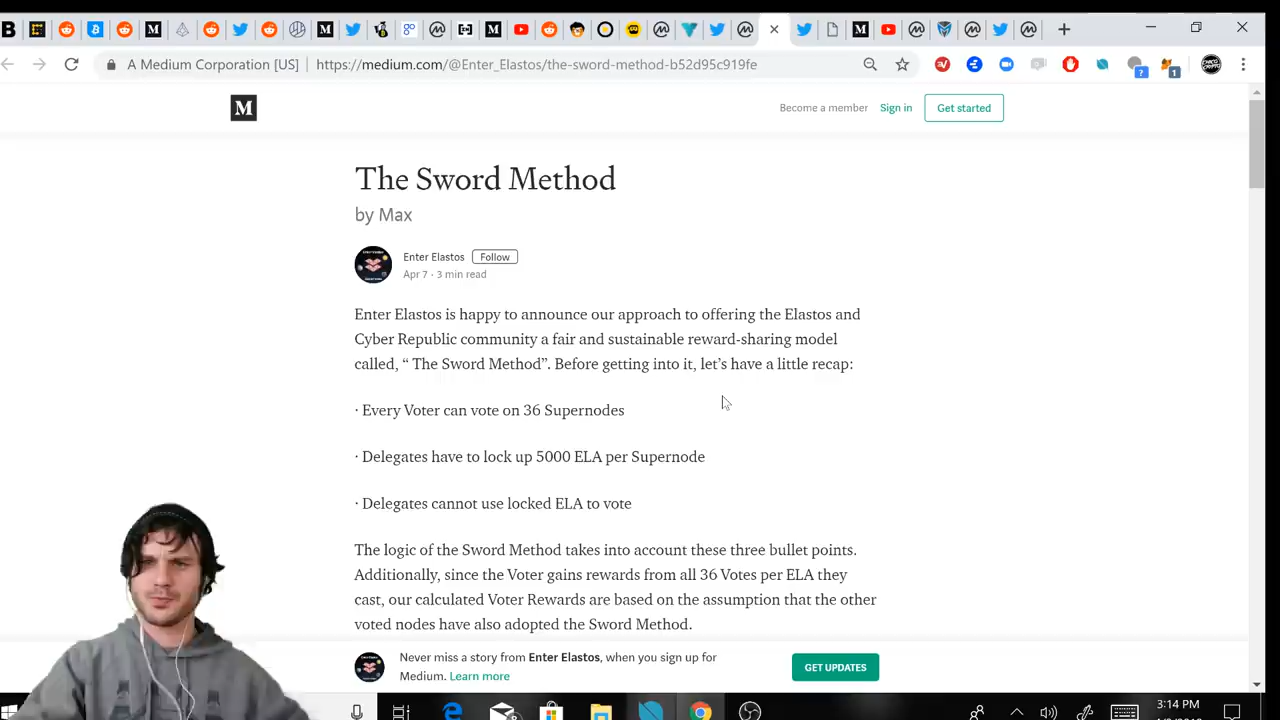 A Medium Corporation [US] | https://medium.com/@Enter_Elastos/the-sword-method-b52d95c919fe
M
Become a member Sign in Get started
The Sword Method
by Max
Enter Elastos Follow
Apr 7 · 3 min read
Enter Elastos is happy to announce our approach to offering the Elastos and
Cyber Republic community a fair and sustainable reward-sharing model
called, “ The Sword Method”. Before getting into it, let’s have a little recap:
· Every Voter can vote on 36 Supernodes
· Delegates have to lock up 5000 ELA per Supernode
· Delegates cannot use locked ELA to vote
The logic of the Sword Method takes into account these three bullet points.
Additionally, since the Voter gains rewards from all 36 Votes per ELA they
cast, our calculated Voter Rewards are based on the assumption that the other
voted nodes have also adopted the Sword Method.
Never miss a story from Enter Elastos, when you sign up for
Medium. Learn more
GET UPDATES
3:14 PM